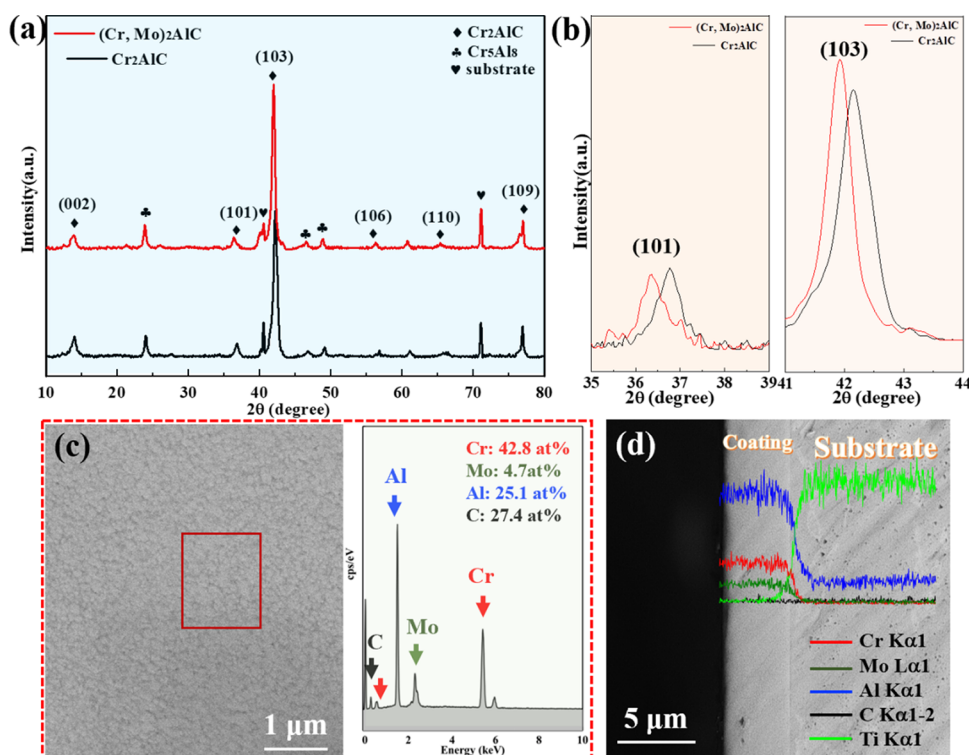 (a)
(Cr, Mo)2AlC
Cr2AlC
♦ Cr2AlC
♣ Cr5Al8
♥ substrate
(103)
(002)
(101)
(106)
(110)
(109)
Intensity(a.u.)
10 20 30 40 50 60 70 80
2θ (degree)
(b)
(Cr, Mo)2AlC
Cr2AlC
(101)
Intensity(a.u.)
35 36 37 38 39
2θ (degree)
(Cr, Mo)2AlC
Cr2AlC
(103)
41 42 43 44
2θ (degree)
(c)
1 μm
Cr: 42.8 at%
Mo: 4.7at%
Al: 25.1 at%
C: 27.4 at%
Al
Cr
Mo
C
cps/eV
0 2 4 6 8 10
Energy (keV)
(d)
Coating
Substrate
Cr Kα1
Mo Lα1
Al Kα1
C Kα1-2
Ti Kα1
5 μm